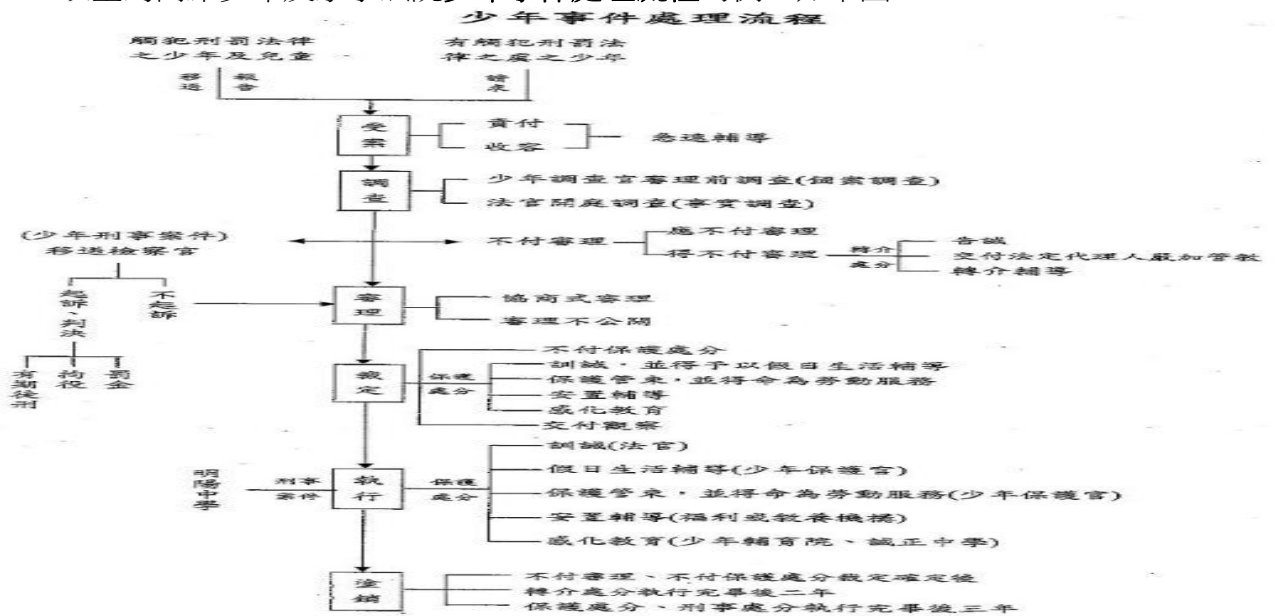 少年事件處理流程
觸犯刑罰法律
之少年及兒童
有觸犯刑罰法
律之虞之少年
移送
報告
請求
受案
責付
收容
急速輔導
調查
少年調查官審理前調查(個案調查)
法官開庭調查(事實調查)
(少年刑事案件)
移送檢察官
不付審理
應不付審理
得不付審理
轉介
處分
告誡
交付法定代理人嚴加管教
轉介輔導
起訴、判決
不起訴
審理
協商式審理
審理不公開
有期徒刑
拘役
罰金
裁定
保護
處分
不付保護處分
訓誡,並得予以假日生活輔導
保護管束,並得命為勞動服務
安置輔導
感化教育
交付觀察
明陽中學
刑事
案件
執行
保護
處分
訓誡(法官)
假日生活輔導(少年保護官)
保護管束,並得命為勞動服務(少年保護官)
安置輔導(福利或教養機構)
感化教育(少年輔育院、誠正中學)
塗銷
不付審理、不付保護處分裁定確定後
轉介處分執行完畢後二年
保護處分、刑事處分執行完畢後三年